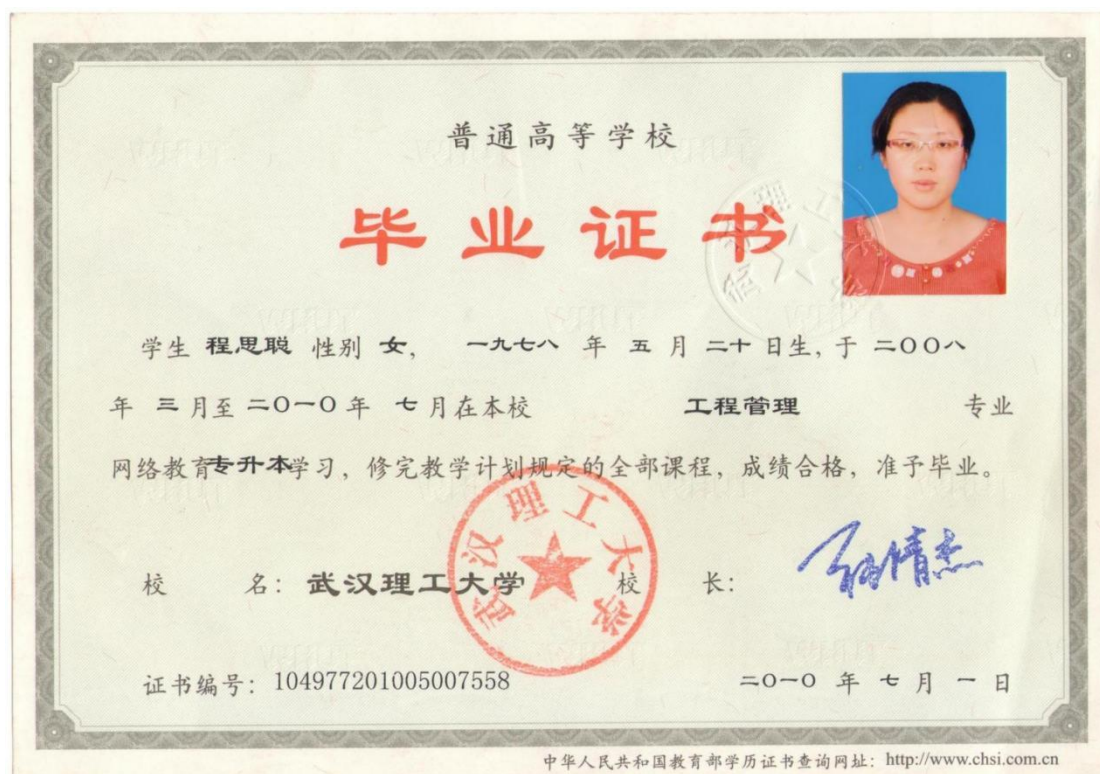 普通高等学校
毕业证书
学生 程思聪 性别 女, 一九七八 年 五 月 二十 日生, 于 二〇〇八
年 三 月至 二〇一〇 年 七 月在本校 工程管理 专业
网络教育专升本学习, 修完教学计划规定的全部课程, 成绩合格, 准予毕业。
武汉理工大学
校 名: 武汉理工大学 校 长:
证书编号: 104977201005007558 二〇一〇 年 七 月 一 日
中华人民共和国教育部学历证书查询网址: http://www.chsi.com.cn